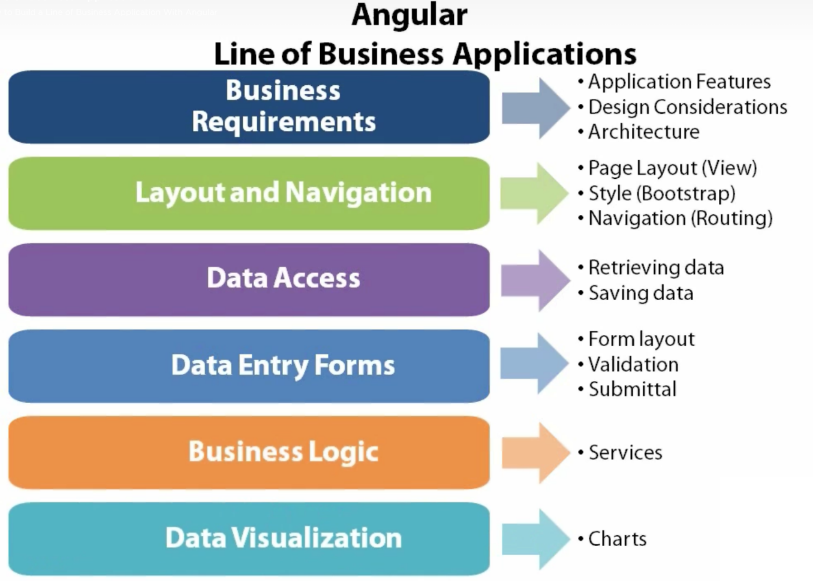 Angular
Line of Business Applications
Business
Requirements
• Application Features
• Design Considerations
• Architecture
Layout and Navigation
• Page Layout (View)
• Style (Bootstrap)
• Navigation (Routing)
Data Access
• Retrieving data
• Saving data
Data Entry Forms
• Form layout
• Validation
• Submittal
Business Logic
• Services
Data Visualization
• Charts